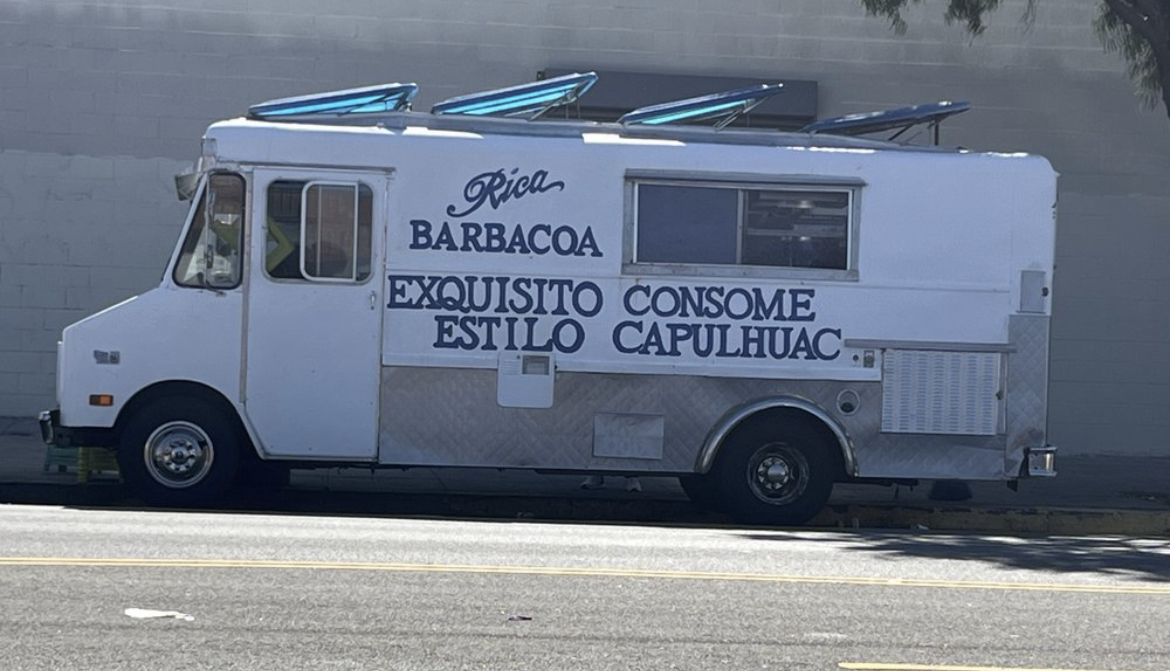 Rica
BARBACOA
EXQUISITO CONSOME
ESTILO CAPULHUAC